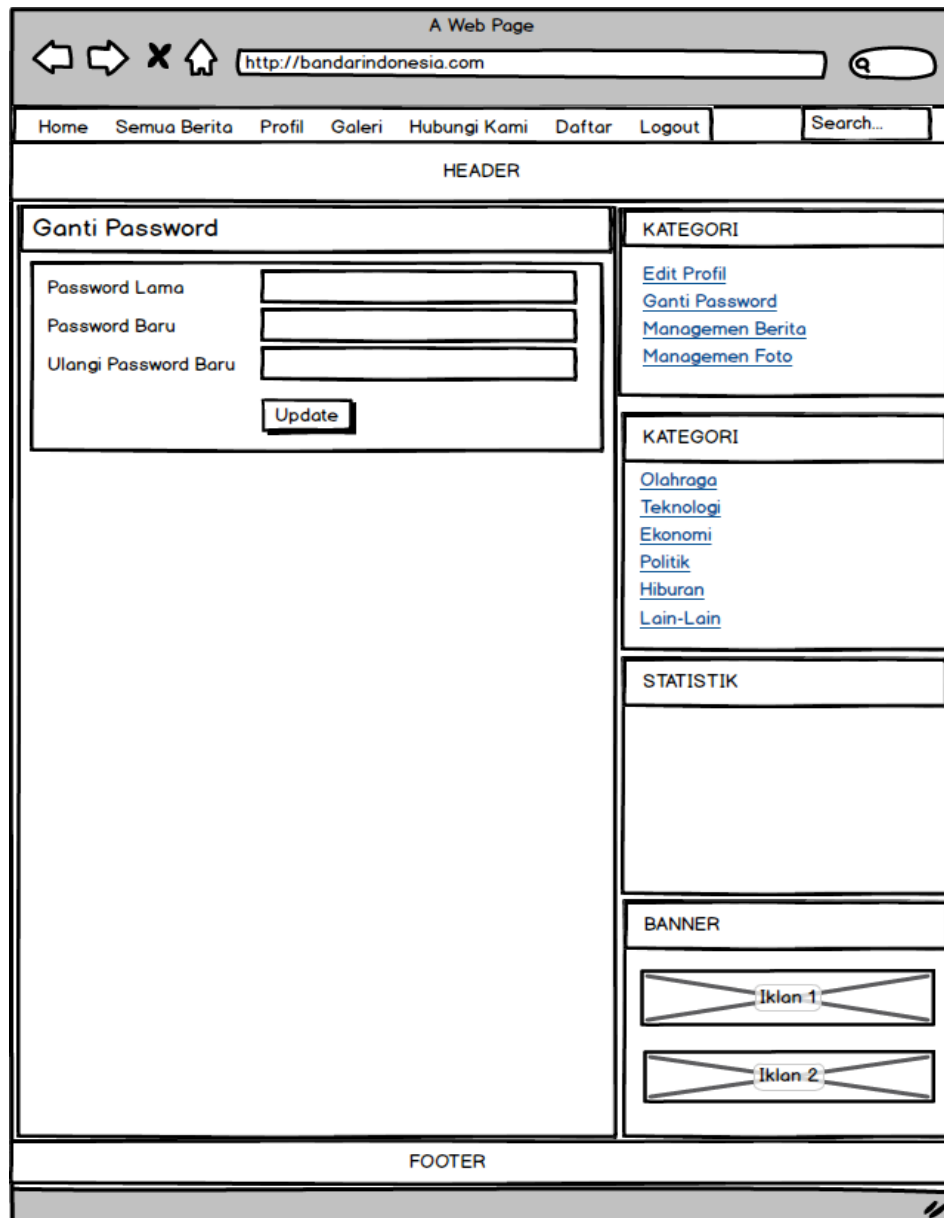 A Web Page
http://bandarindonesia.com
Home Semua Berita Profil Galeri Hubungi Kami Daftar Logout Search...
HEADER
Ganti Password
Password Lama
Password Baru
Ulangi Password Baru
Update
KATEGORI
Edit Profil
Ganti Password
Managemen Berita
Managemen Foto
KATEGORI
Olahraga
Teknologi
Ekonomi
Politik
Hiburan
Lain-Lain
STATISTIK
BANNER
Iklan 1
Iklan 2
FOOTER